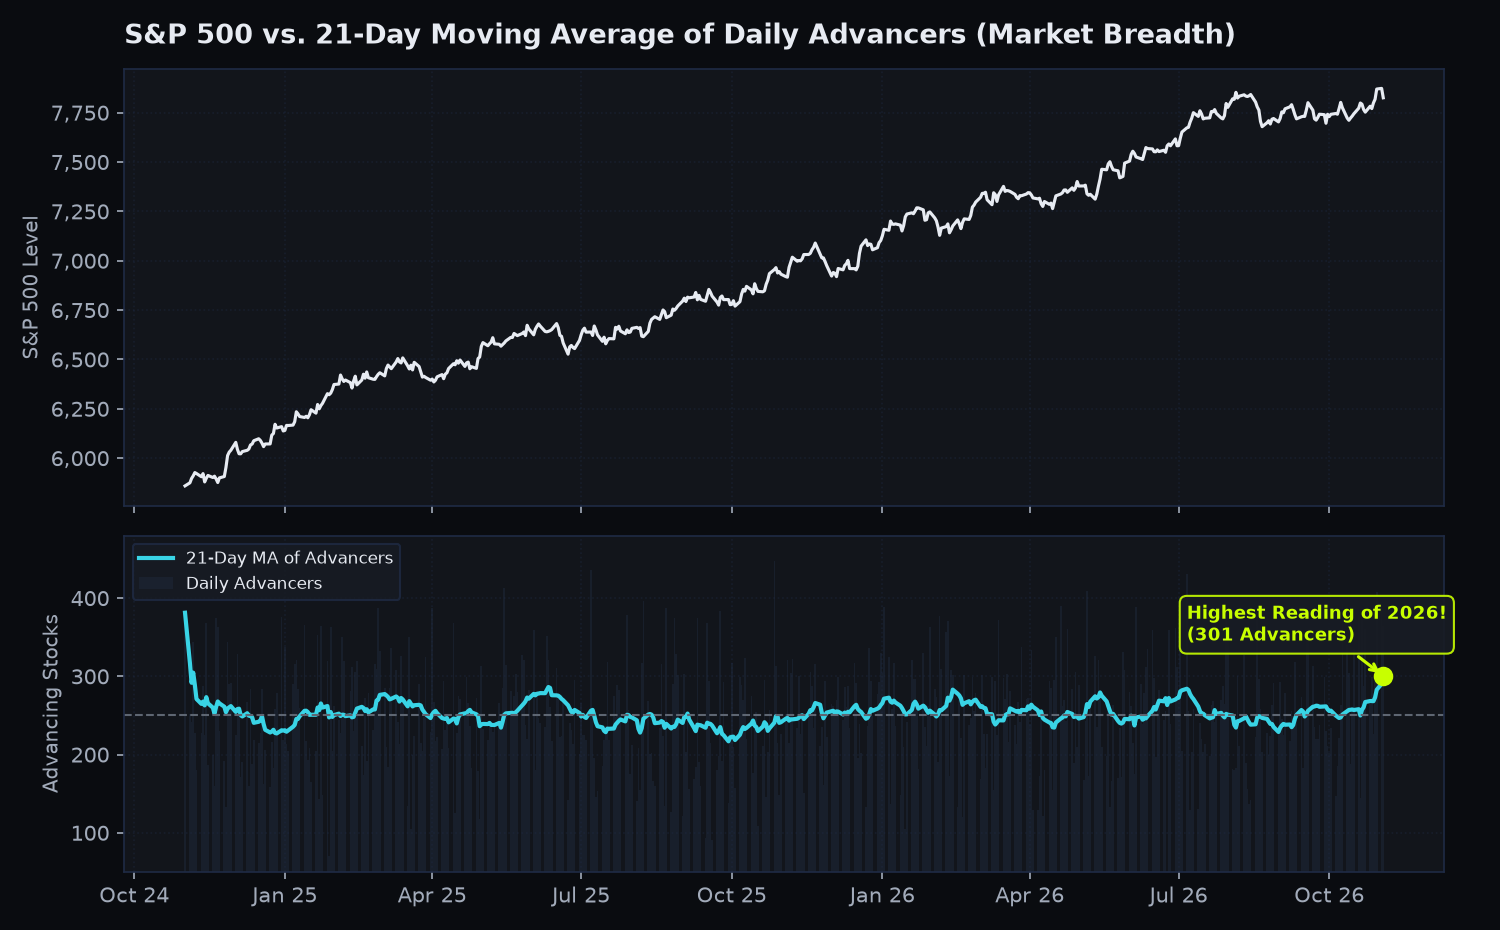 S&P 500 vs. 21-Day Moving Average of Daily Advancers (Market Breadth)
S&P 500 Level
7,750
7,500
7,250
7,000
6,750
6,500
6,250
6,000
21-Day MA of Advancers
Daily Advancers
Highest Reading of 2026!
(301 Advancers)
Advancing Stocks
400
300
200
100
Oct 24
Jan 25
Apr 25
Jul 25
Oct 25
Jan 26
Apr 26
Jul 26
Oct 26